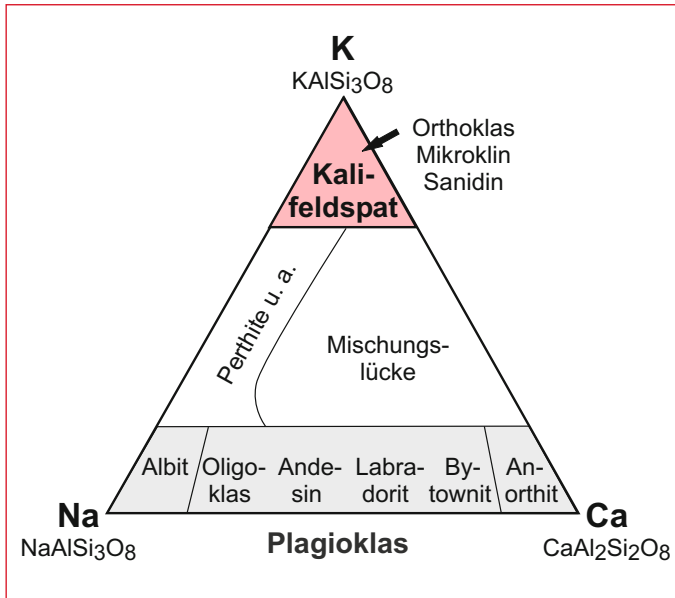 K
KAlSi3O8
Orthoklas
Mikroklin
Sanidin
Kali-
feldspat
Perthite u. a.
Mischungs-
lücke
Albit
Oligo-
klas
Ande-
sin
Labra-
dorit
By-
townit
An-
orthit
Na
NaAlSi3O8
Plagioklas
Ca
CaAl2Si2O8